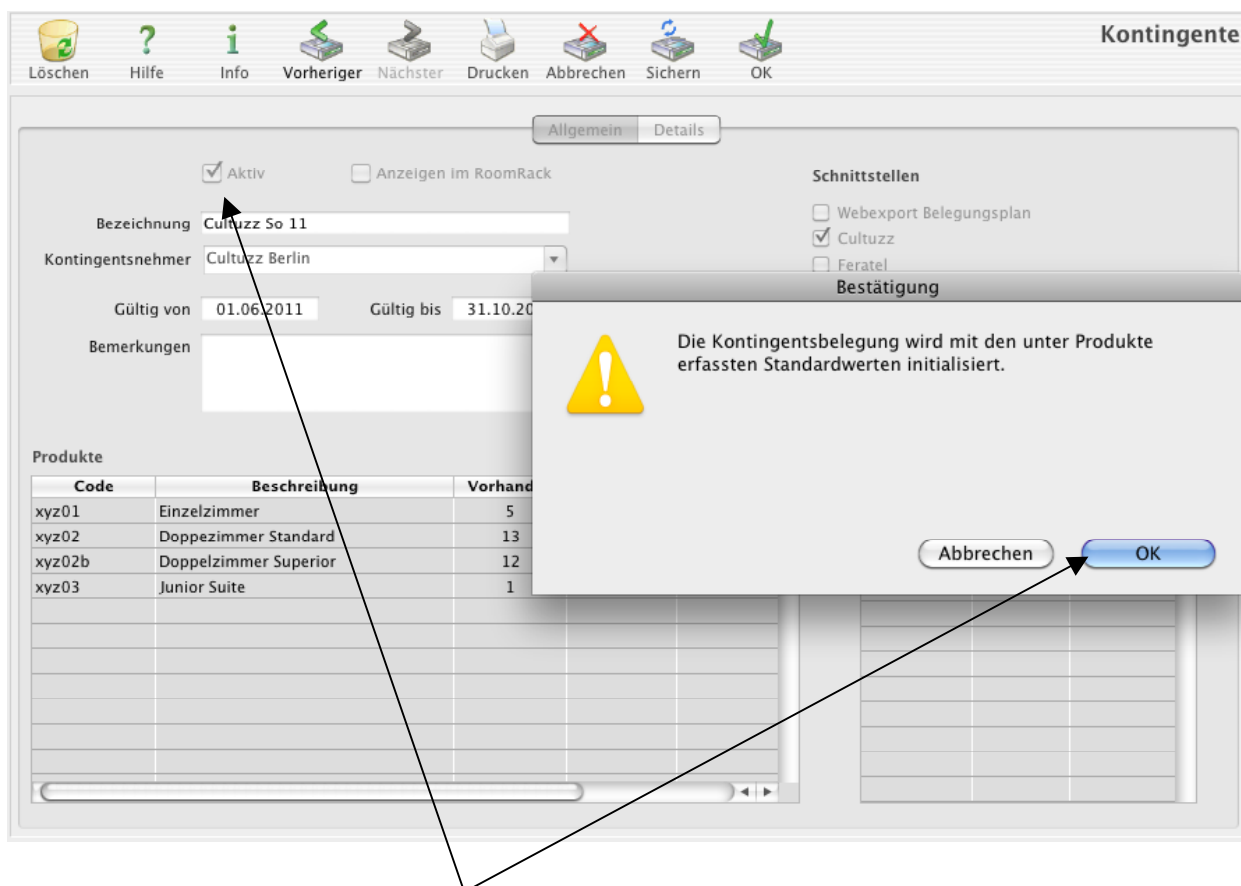 Kontingente
Löschen Hilfe Info Vorheriger Nächster Drucken Abbrechen Sichern OK
Allgemein Details
Aktiv Anzeigen im RoomRack
Schnittstellen
Webexport Belegungsplan
Bezeichnung Cultuzz So 11
Cultuzz
Kontingentsnehmer Cultuzz Berlin
Feratel
Bestätigung
Gültig von 01.06.2011 Gültig bis 31.10.20
Bemerkungen
Die Kontingentsbelegung wird mit den unter Produkte
erfassten Standardwerten initialisiert.
Produkte
Code Beschreibung Vorhand
xyz01 Einzelzimmer 5
xyz02 Doppezimmer Standard 13
xyz02b Doppelzimmer Superior 12
xyz03 Junior Suite 1
Abbrechen OK